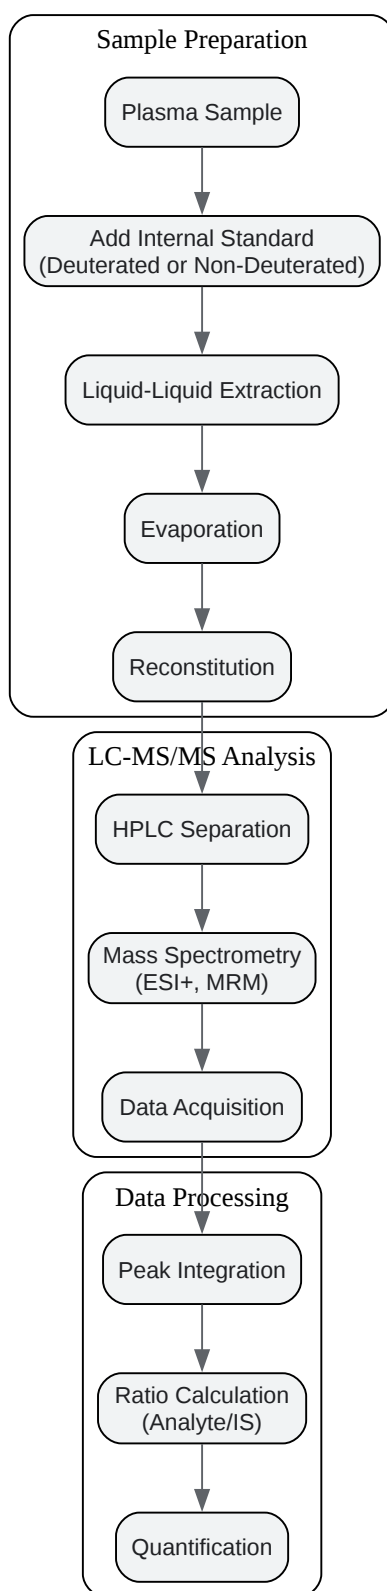 Sample Preparation
Plasma Sample
Add Internal Standard
(Deuterated or Non-Deuterated)
Liquid-Liquid Extraction
Evaporation
Reconstitution
LC-MS/MS Analysis
HPLC Separation
Mass Spectrometry
(ESI+, MRM)
Data Acquisition
Data Processing
Peak Integration
Ratio Calculation
(Analyte/IS)
Quantification